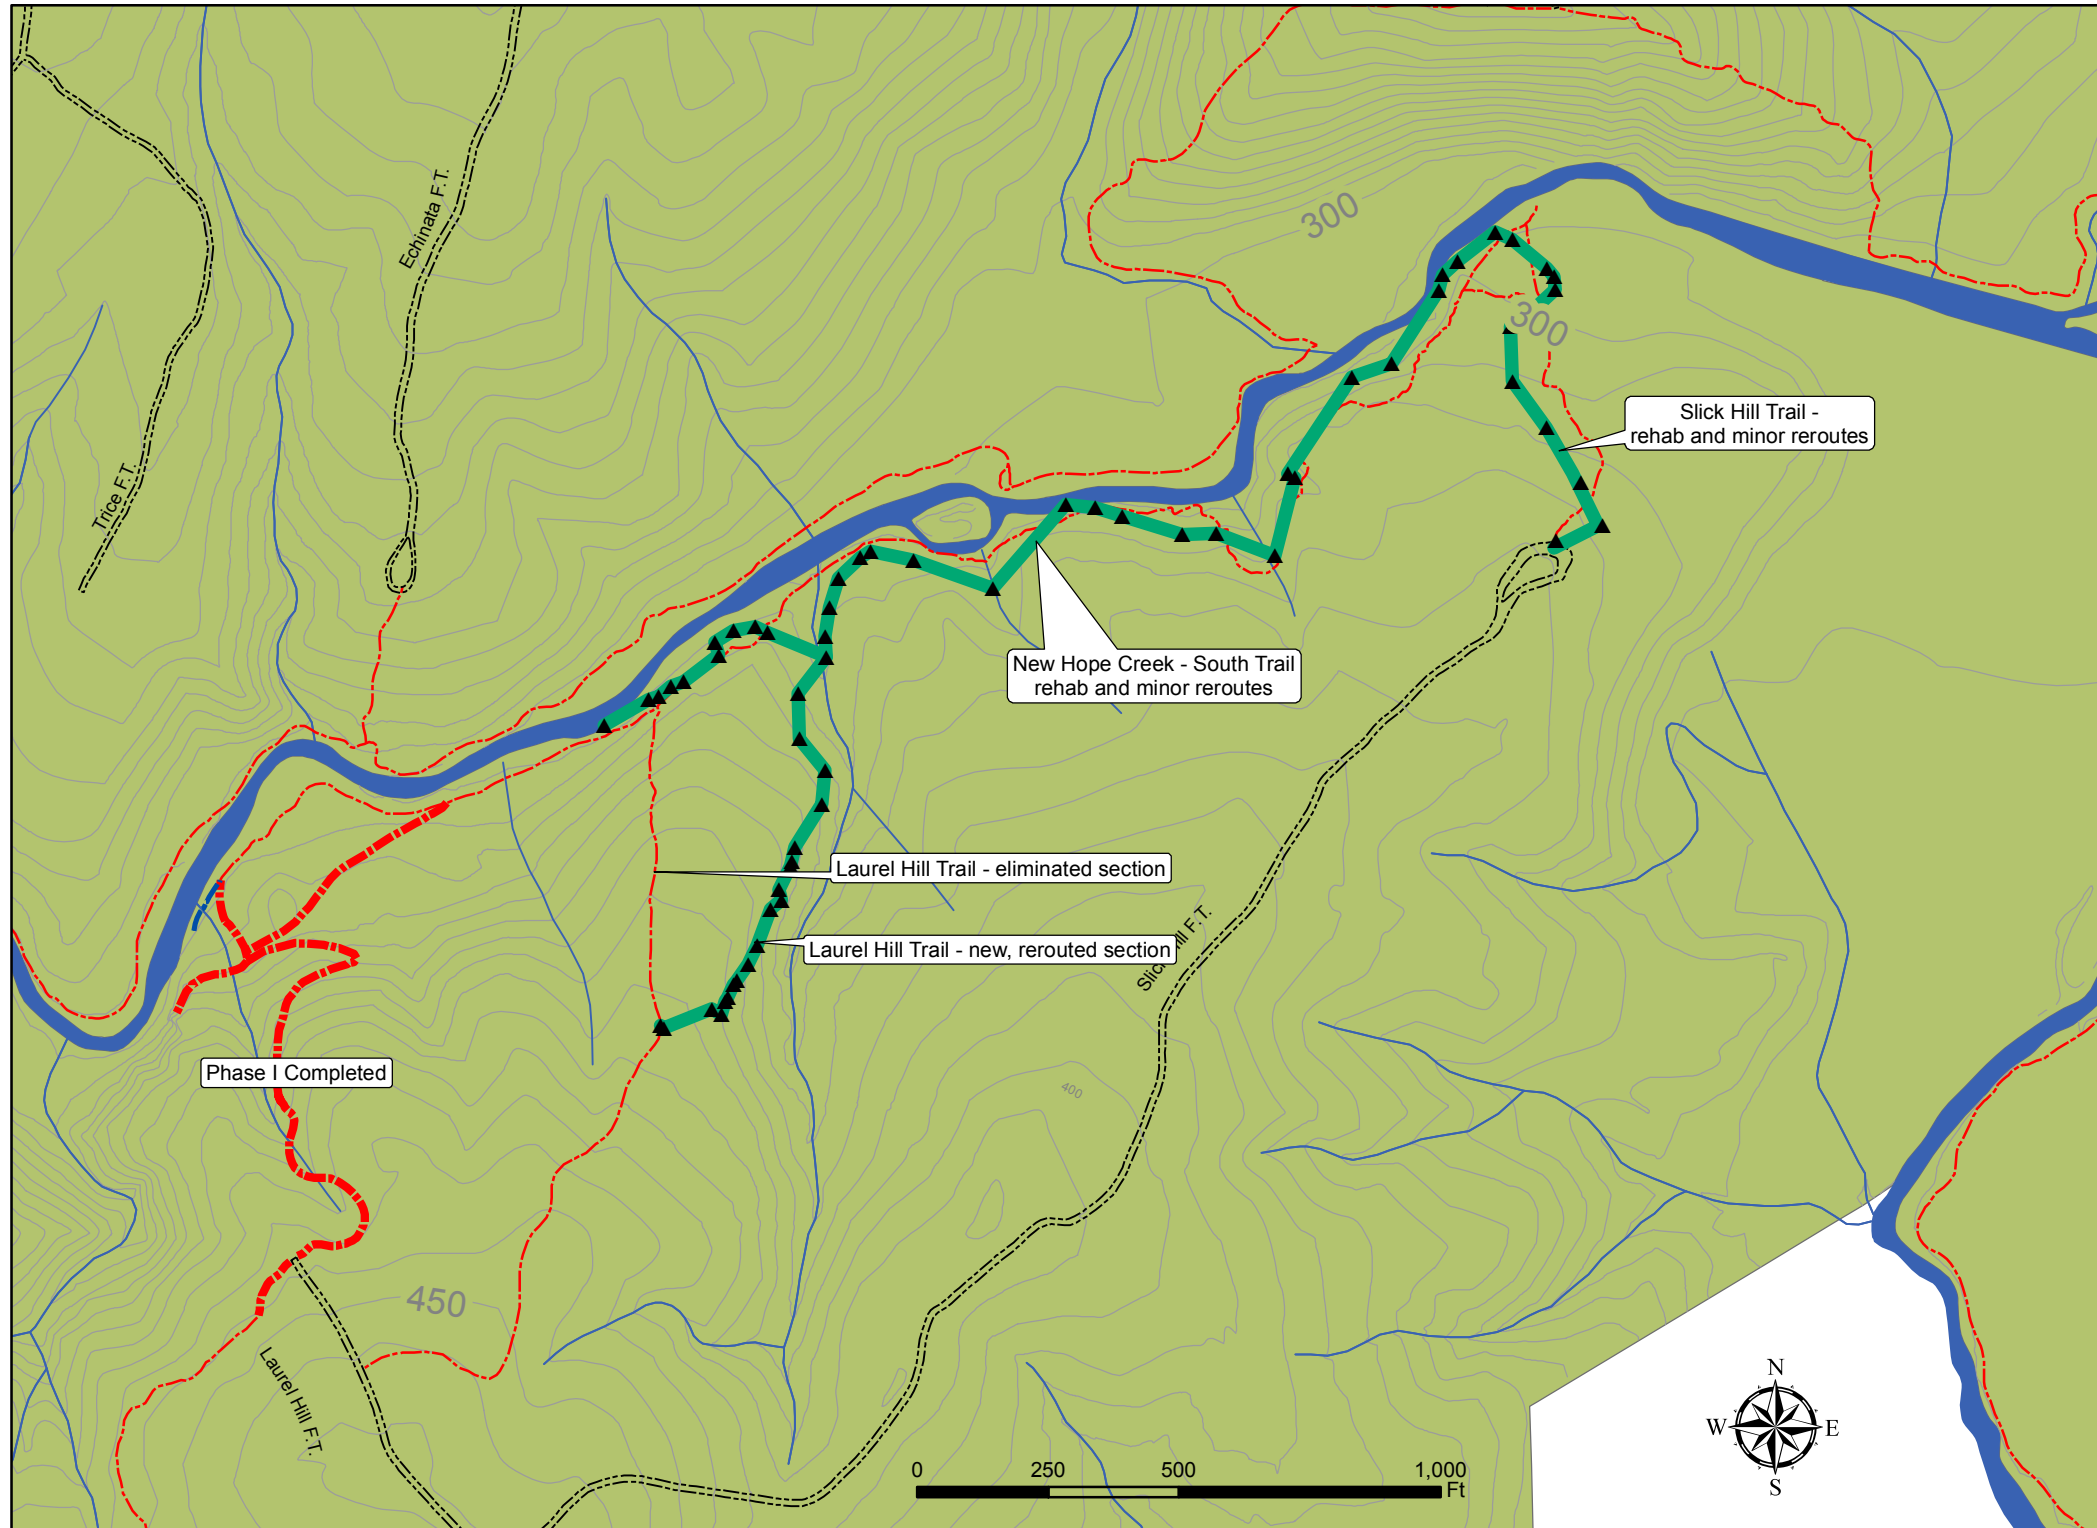 Echinata F.T.
300
300
Slick Hill Trail -
rehab and minor reroutes
Trice F.T.
New Hope Creek - South Trail
rehab and minor reroutes
Laurel Hill Trail - eliminated section
Laurel Hill Trail - new, rerouted section
F.T.
Phase I Completed
400
450
Laurel Hill F.T.
N
W
E
S
0 250 500 1,000
Ft